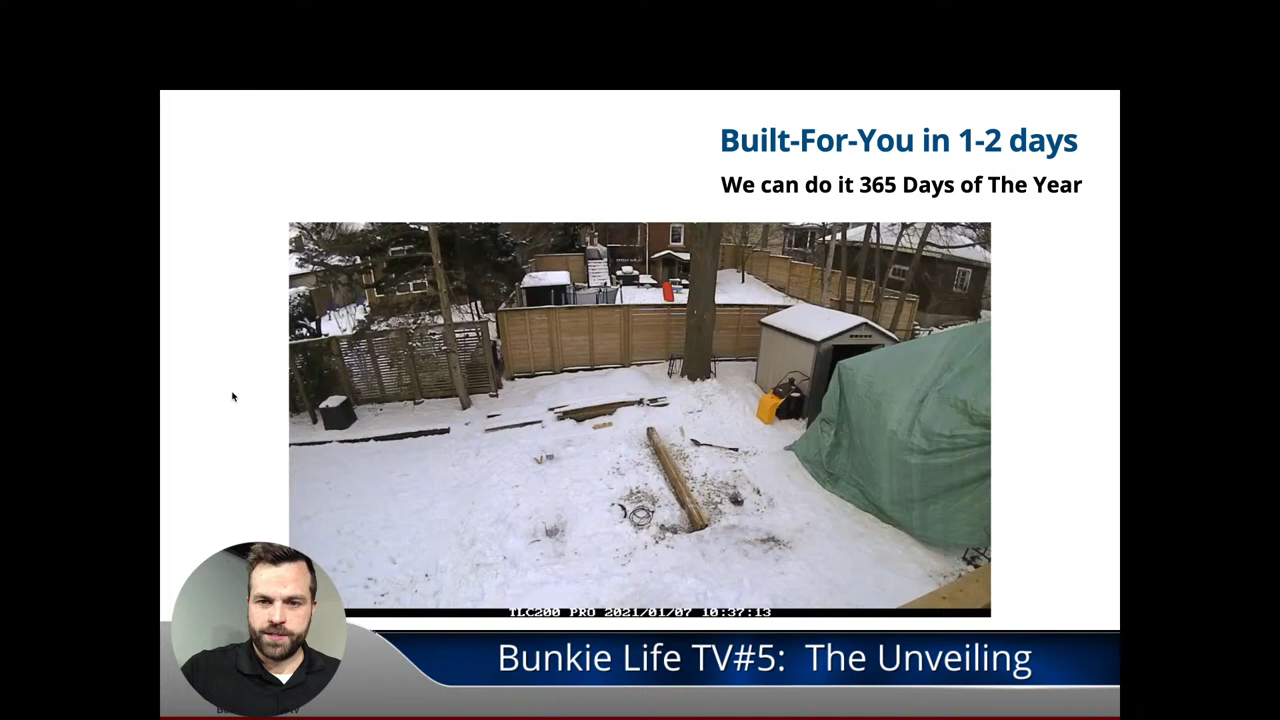 Built-For-You in 1-2 days
We can do it 365 Days of The Year
TLC200 PRO 2021/01/07 10:37:13
Bunkie Life TV#5: The Unveiling